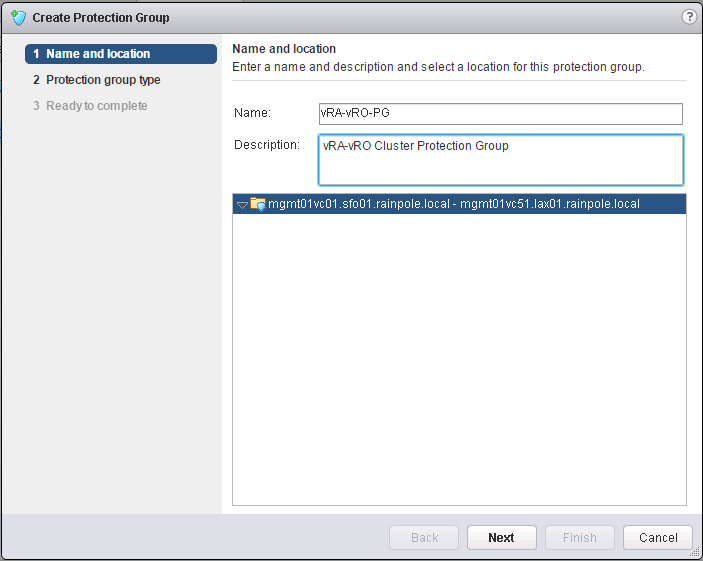 Create Protection Group
?
1 Name and location
2 Protection group type
3 Ready to complete
Name and location
Enter a name and description and select a location for this protection group.
Name:
vRA-vRO-PG
Description:
vRA-vRO Cluster Protection Group
mgmt01vc01.sfo01.rainpole.local - mgmt01vc51.lax01.rainpole.local
Back
Next
Finish
Cancel